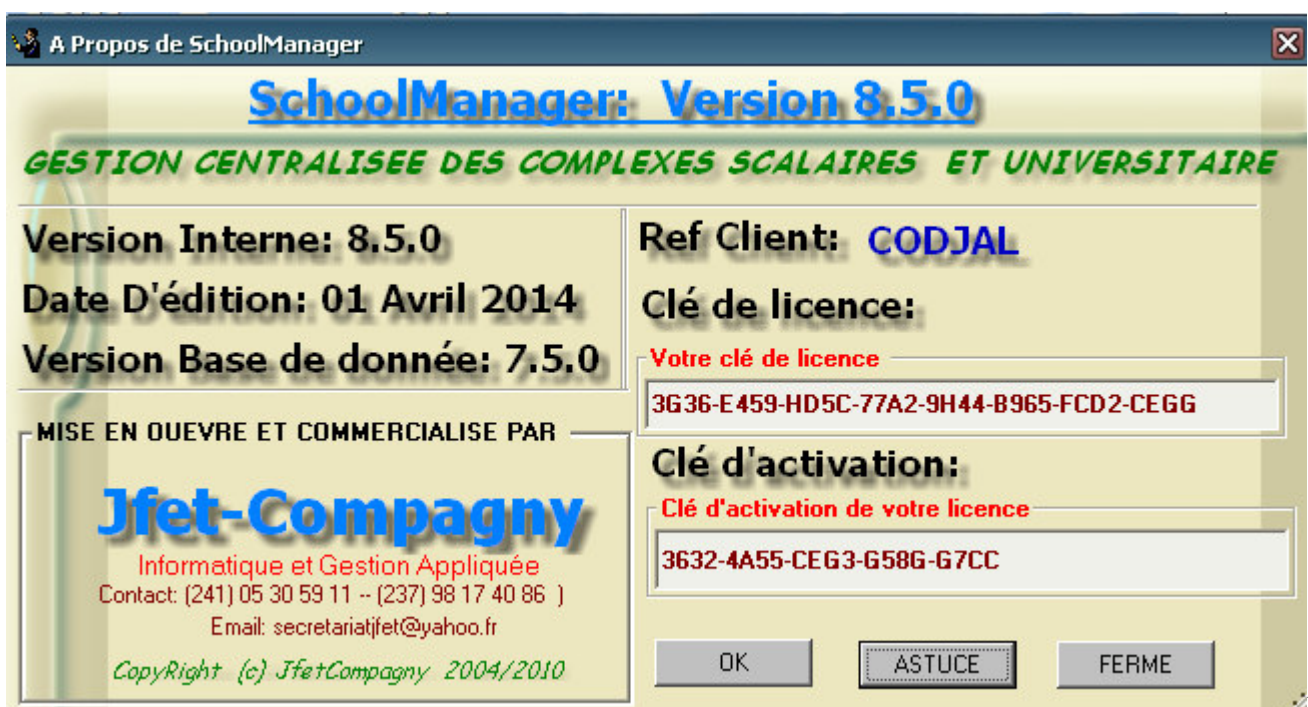 A Propos de SchoolManager
SchoolManager: Version 8.5.0
GESTION CENTRALISEE DES COMPLEXES SCALAIRES ET UNIVERSITAIRE
Version Interne: 8.5.0
Date D'édition: 01 Avril 2014
Version Base de donnée: 7.5.0
MISE EN OUEVRE ET COMMERCIALISE PAR
Jfet-Compagny
Informatique et Gestion Appliquée
Contact: (241) 05 30 59 11 -- (237) 98 17 40 86 )
Email: secretariatjfet@yahoo.fr
CopyRight (c) JfetCompagny 2004/2010
Ref Client: CODJAL
Clé de licence:
Votre clé de licence
3G36-E459-HD5C-77A2-9H44-B965-FCD2-CEGG
Clé d'activation:
Clé d'activation de votre licence
3632-4A55-CEG3-G58G-G7CC
OK
ASTUCE
FERME